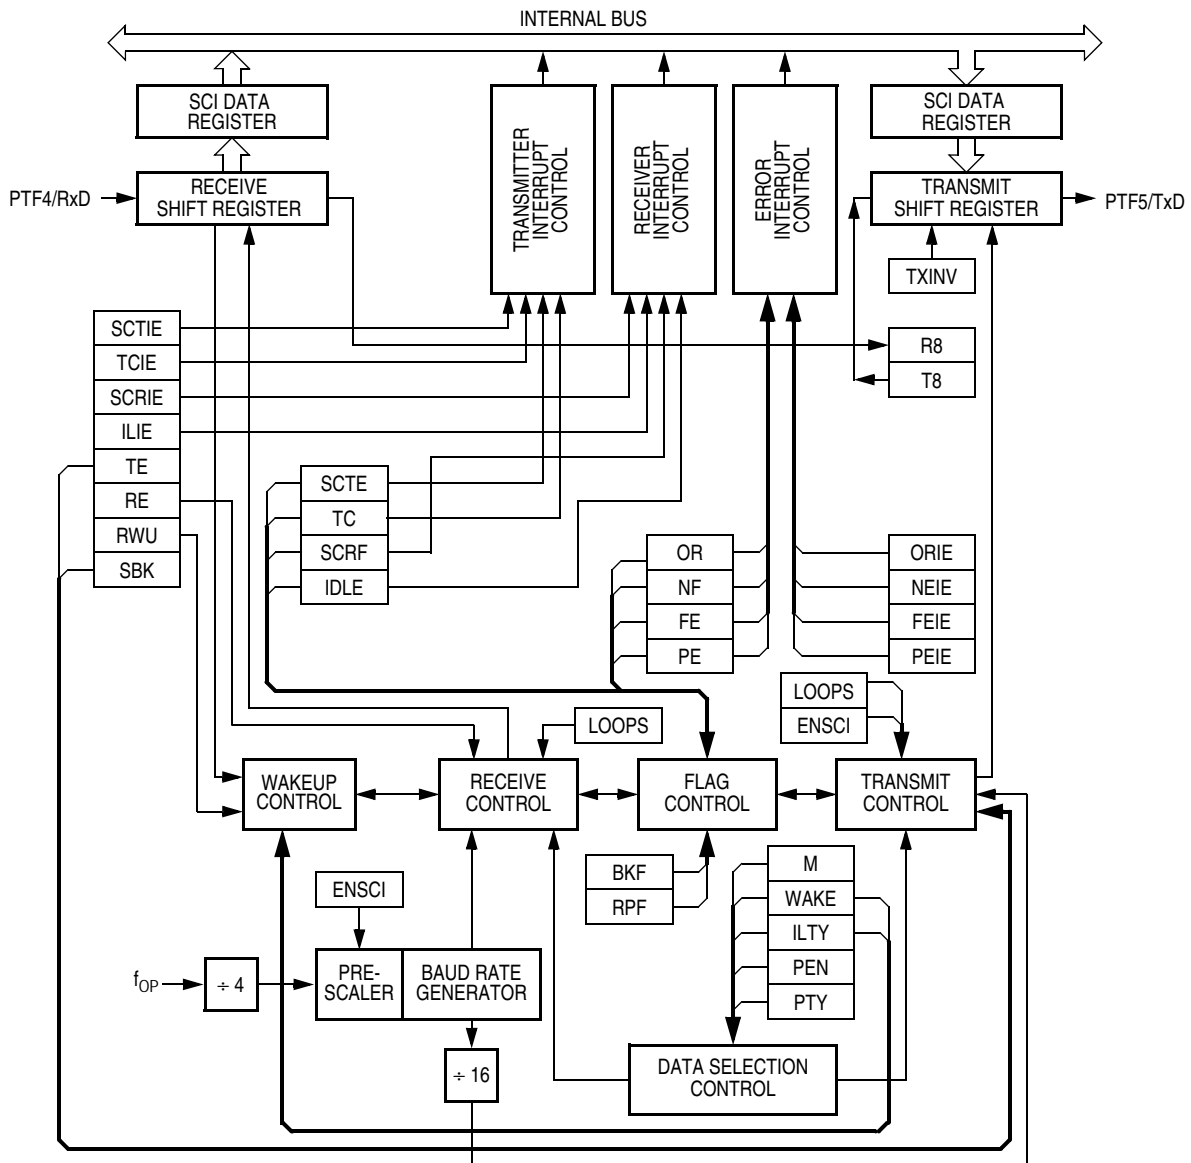 INTERNAL BUS
SCI DATA
REGISTER
SCI DATA
REGISTER
TRANSMITTER
INTERRUPT
CONTROL
RECEIVER
INTERRUPT
CONTROL
ERROR
INTERRUPT
CONTROL
PTF4/RxD
RECEIVE
SHIFT REGISTER
TRANSMIT
SHIFT REGISTER
PTF5/TxD
TXINV
SCTIE
TCIE
SCRIE
ILIE
TE
RE
RWU
SBK
R8
T8
SCTE
TC
SCRF
IDLE
OR
NF
FE
PE
ORIE
NEIE
FEIE
PEIE
LOOPS
ENSCI
LOOPS
WAKEUP
CONTROL
RECEIVE
CONTROL
FLAG
CONTROL
TRANSMIT
CONTROL
BKF
RPF
M
WAKE
ILTY
PEN
PTY
ENSCI
fOP
÷ 4
PRE-
SCALER
BAUD RATE
GENERATOR
÷ 16
DATA SELECTION
CONTROL